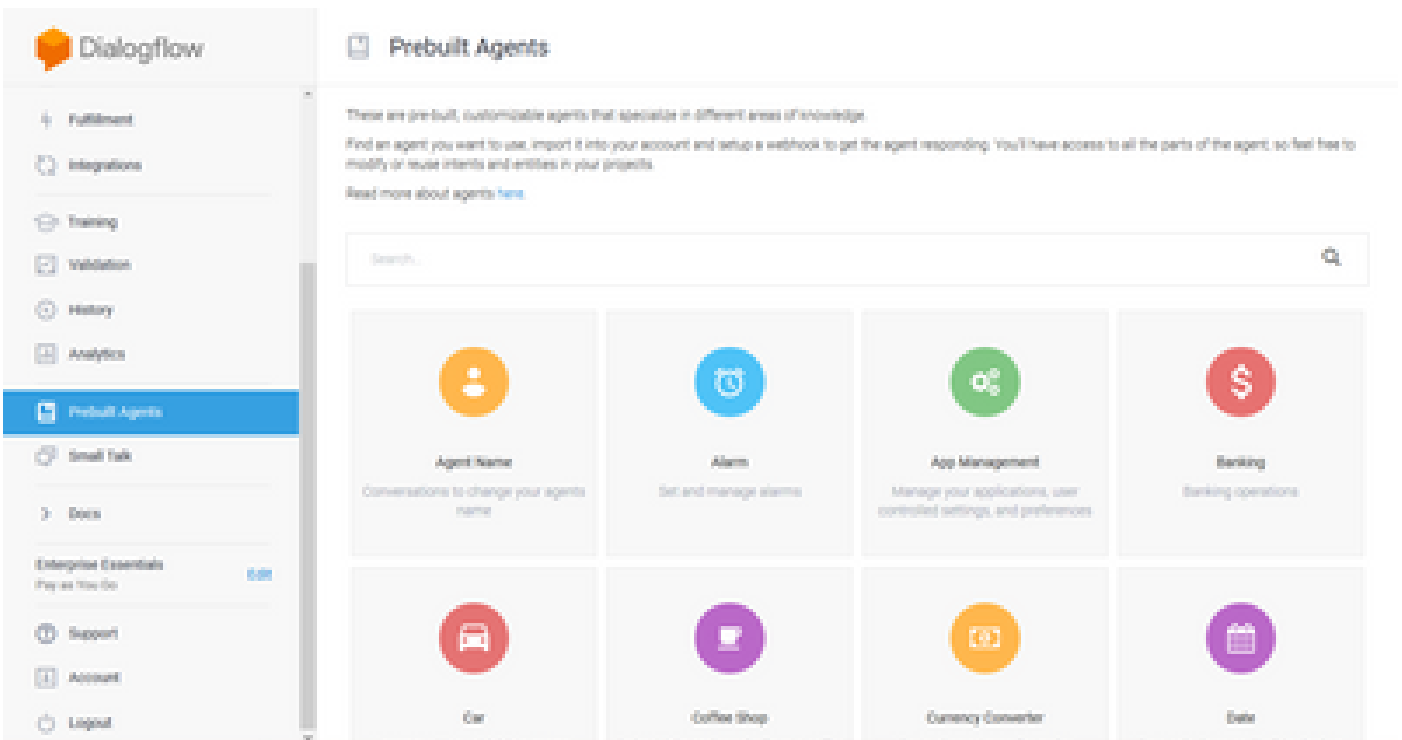 Dialogflow
Prebuilt Agents
Fulfillment
Integrations
Training
Validation
History
Analytics
Prebuilt Agents
Small Talk
Docs
Enterprise Essentials
Pay as You Go
Edit
Support
Account
Logout
These are pre-built, customizable agents that specialize in different areas of knowledge.
Find an agent you want to use, import it into your account and setup a webhook to get the agent responding. You'll have access to all the parts of the agent, so feel free to
modify or reuse intents and entities in your projects.
Read more about agents here.
Search...
Agent Name
Conversations to change your agents
name
Alarm
Set and manage alarms
App Management
Manage your applications, user
controlled settings, and preferences
Banking
Banking operations
Car
Coffee Shop
Currency Converter
Date